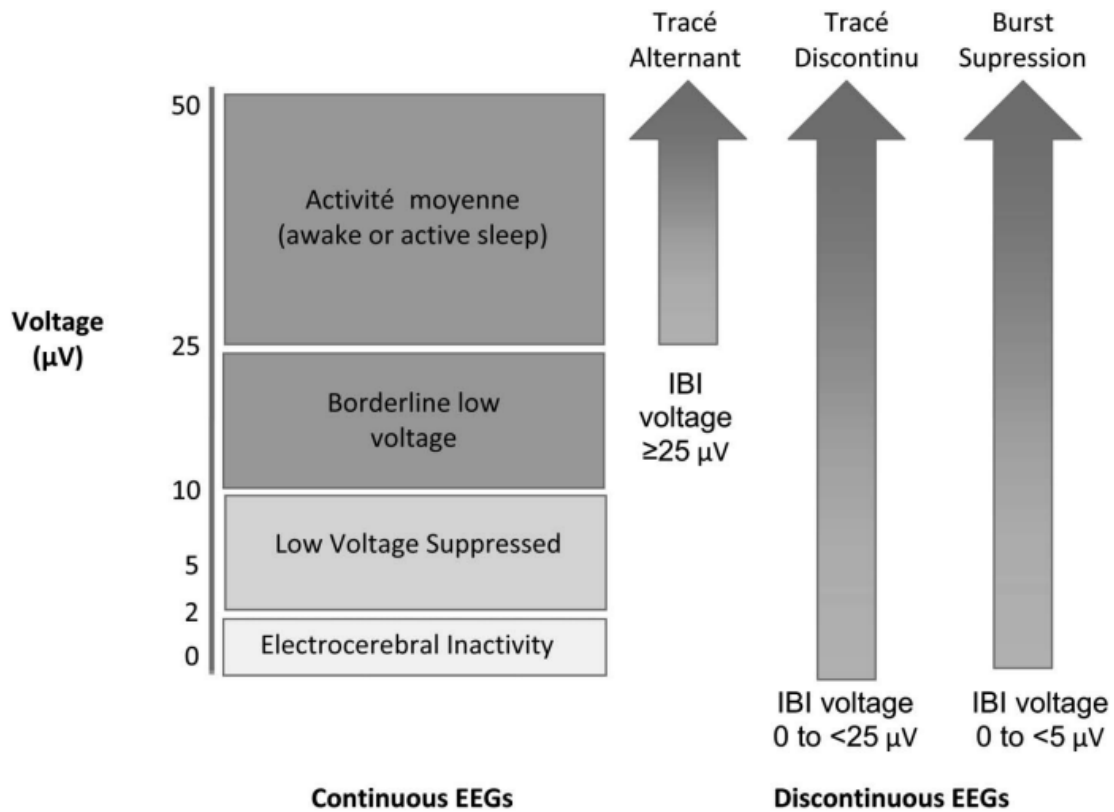 Tracé
Alternant
Tracé
Discontinu
Burst
Supression
50
Activité moyenne
(awake or active sleep)
Voltage
(µV)
25
IBI
voltage
≥25 µV
Borderline low
voltage
10
Low Voltage Suppressed
5
2
Electrocerebral Inactivity
0
IBI voltage
0 to <25 µV
IBI voltage
0 to <5 µV
Continuous EEGs
Discontinuous EEGs